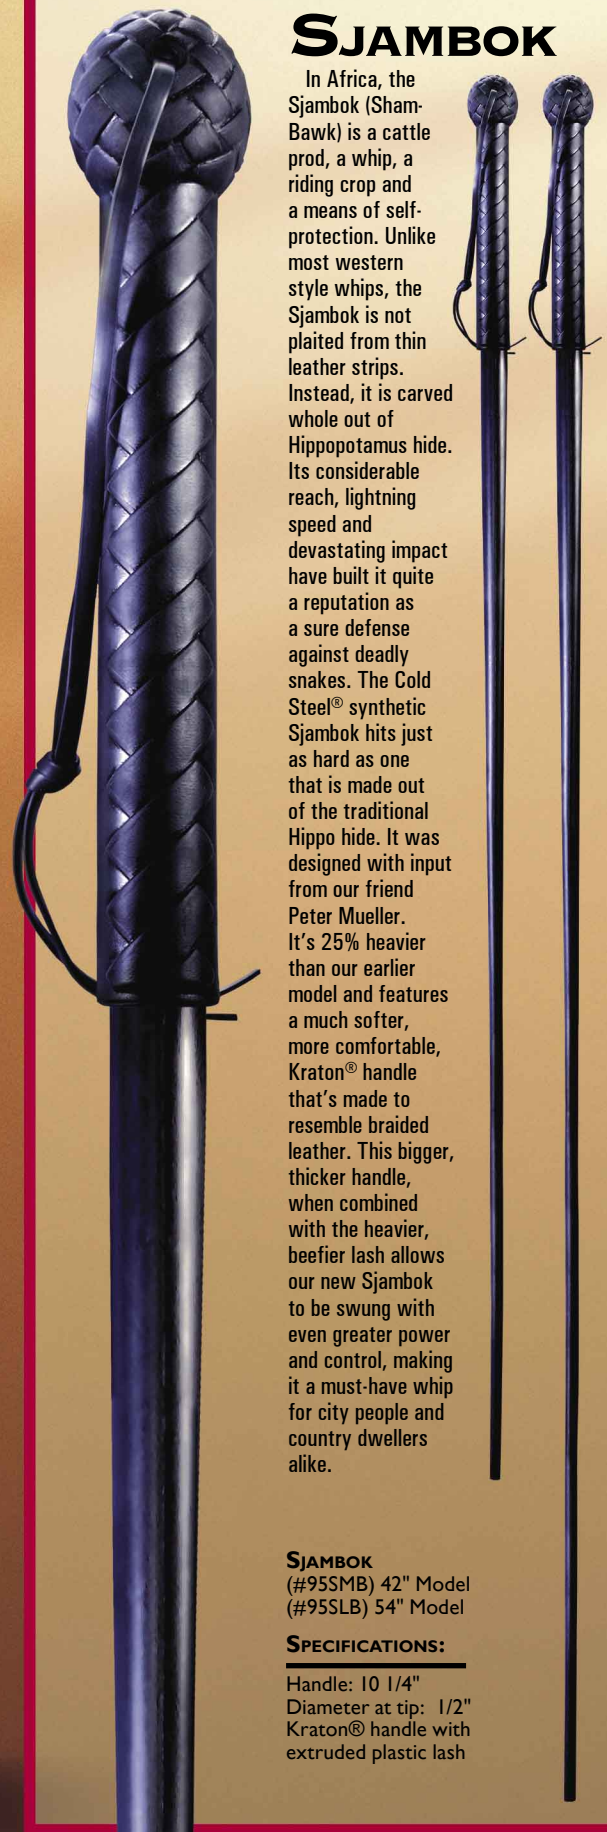 SJAMBOK
In Africa, the
Sjambok (Sham-
Bawk) is a cattle
prod, a whip, a
riding crop and
a means of self-
protection. Unlike
most western
style whips, the
Sjambok is not
plaited from thin
leather strips.
Instead, it is carved
whole out of
Hippopotamus hide.
Its considerable
reach, lightning
speed and
devastating impact
have built it quite
a reputation as
a sure defense
against deadly
snakes. The Cold
Steel® synthetic
Sjambok hits just
as hard as one
that is made out
of the traditional
Hippo hide. It was
designed with input
from our friend
Peter Mueller.
It's 25% heavier
than our earlier
model and features
a much softer,
more comfortable,
Kraton® handle
that's made to
resemble braided
leather. This bigger,
thicker handle,
when combined
with the heavier,
beefier lash allows
our new Sjambok
to be swung with
even greater power
and control, making
it a must-have whip
for city people and
country dwellers
alike.
SJAMBOK
(#95SMB) 42" Model
(#95SLB) 54" Model
SPECIFICATIONS:
Handle: 10 1/4"
Diameter at tip: 1/2"
Kraton® handle with
extruded plastic lash